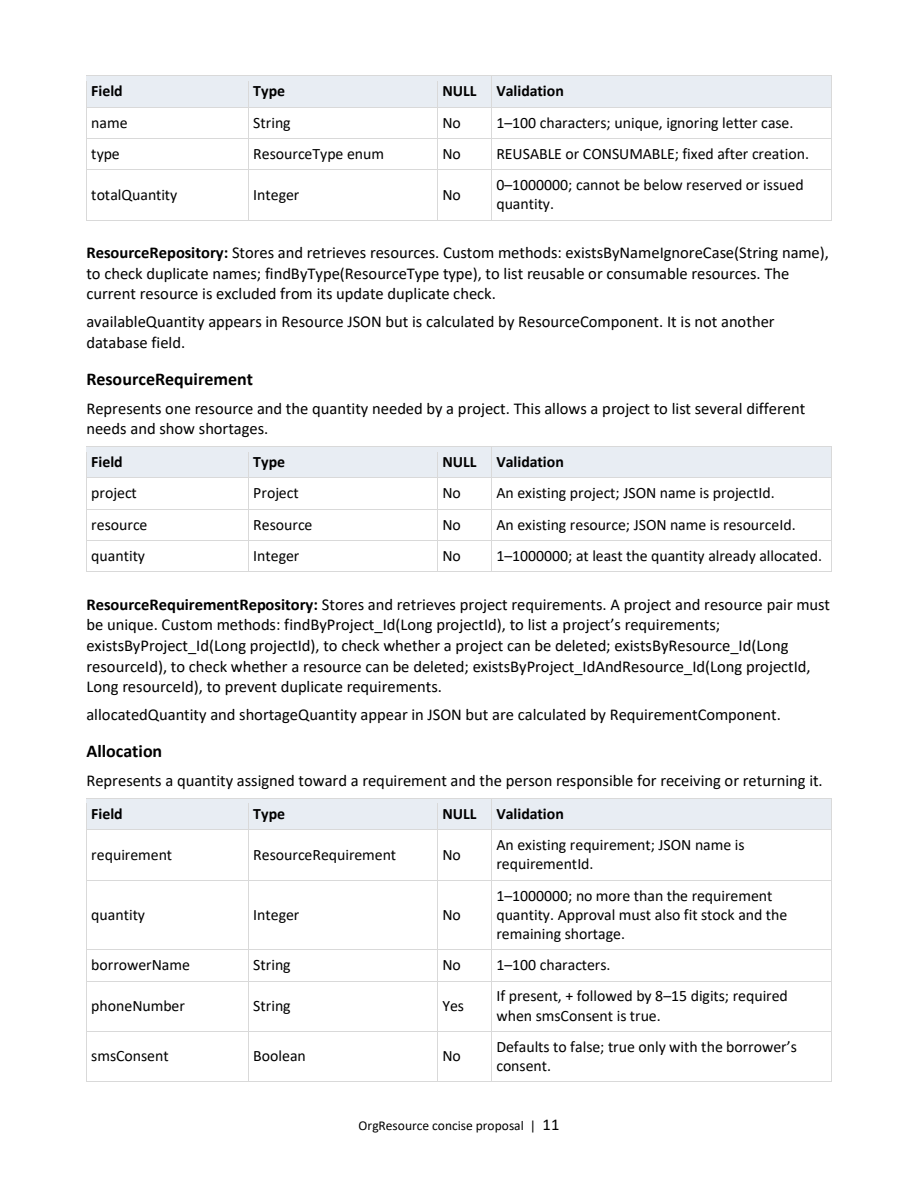 Field Type NULL Validation
name String No 1–100 characters; unique, ignoring letter case.
type ResourceType enum No REUSABLE or CONSUMABLE; fixed after creation.
totalQuantity Integer No 0–1000000; cannot be below reserved or issued
quantity.
ResourceRepository: Stores and retrieves resources. Custom methods: existsByNameIgnoreCase(String name),
to check duplicate names; findByType(ResourceType type), to list reusable or consumable resources. The
current resource is excluded from its update duplicate check.
availableQuantity appears in Resource JSON but is calculated by ResourceComponent. It is not another
database field.
ResourceRequirement
Represents one resource and the quantity needed by a project. This allows a project to list several different
needs and show shortages.
Field Type NULL Validation
project Project No An existing project; JSON name is projectId.
resource Resource No An existing resource; JSON name is resourceId.
quantity Integer No 1–1000000; at least the quantity already allocated.
ResourceRequirementRepository: Stores and retrieves project requirements. A project and resource pair must
be unique. Custom methods: findByProject_Id(Long projectId), to list a project’s requirements;
existsByProject_Id(Long projectId), to check whether a project can be deleted; existsByResource_Id(Long
resourceId), to check whether a resource can be deleted; existsByProject_IdAndResource_Id(Long projectId,
Long resourceId), to prevent duplicate requirements.
allocatedQuantity and shortageQuantity appear in JSON but are calculated by RequirementComponent.
Allocation
Represents a quantity assigned toward a requirement and the person responsible for receiving or returning it.
Field Type NULL Validation
requirement ResourceRequirement No An existing requirement; JSON name is
requirementId.
quantity Integer No 1–1000000; no more than the requirement
quantity. Approval must also fit stock and the
remaining shortage.
borrowerName String No 1–100 characters.
phoneNumber String Yes If present, + followed by 8–15 digits; required
when smsConsent is true.
smsConsent Boolean No Defaults to false; true only with the borrower’s
consent.
OrgResource concise proposal | 11